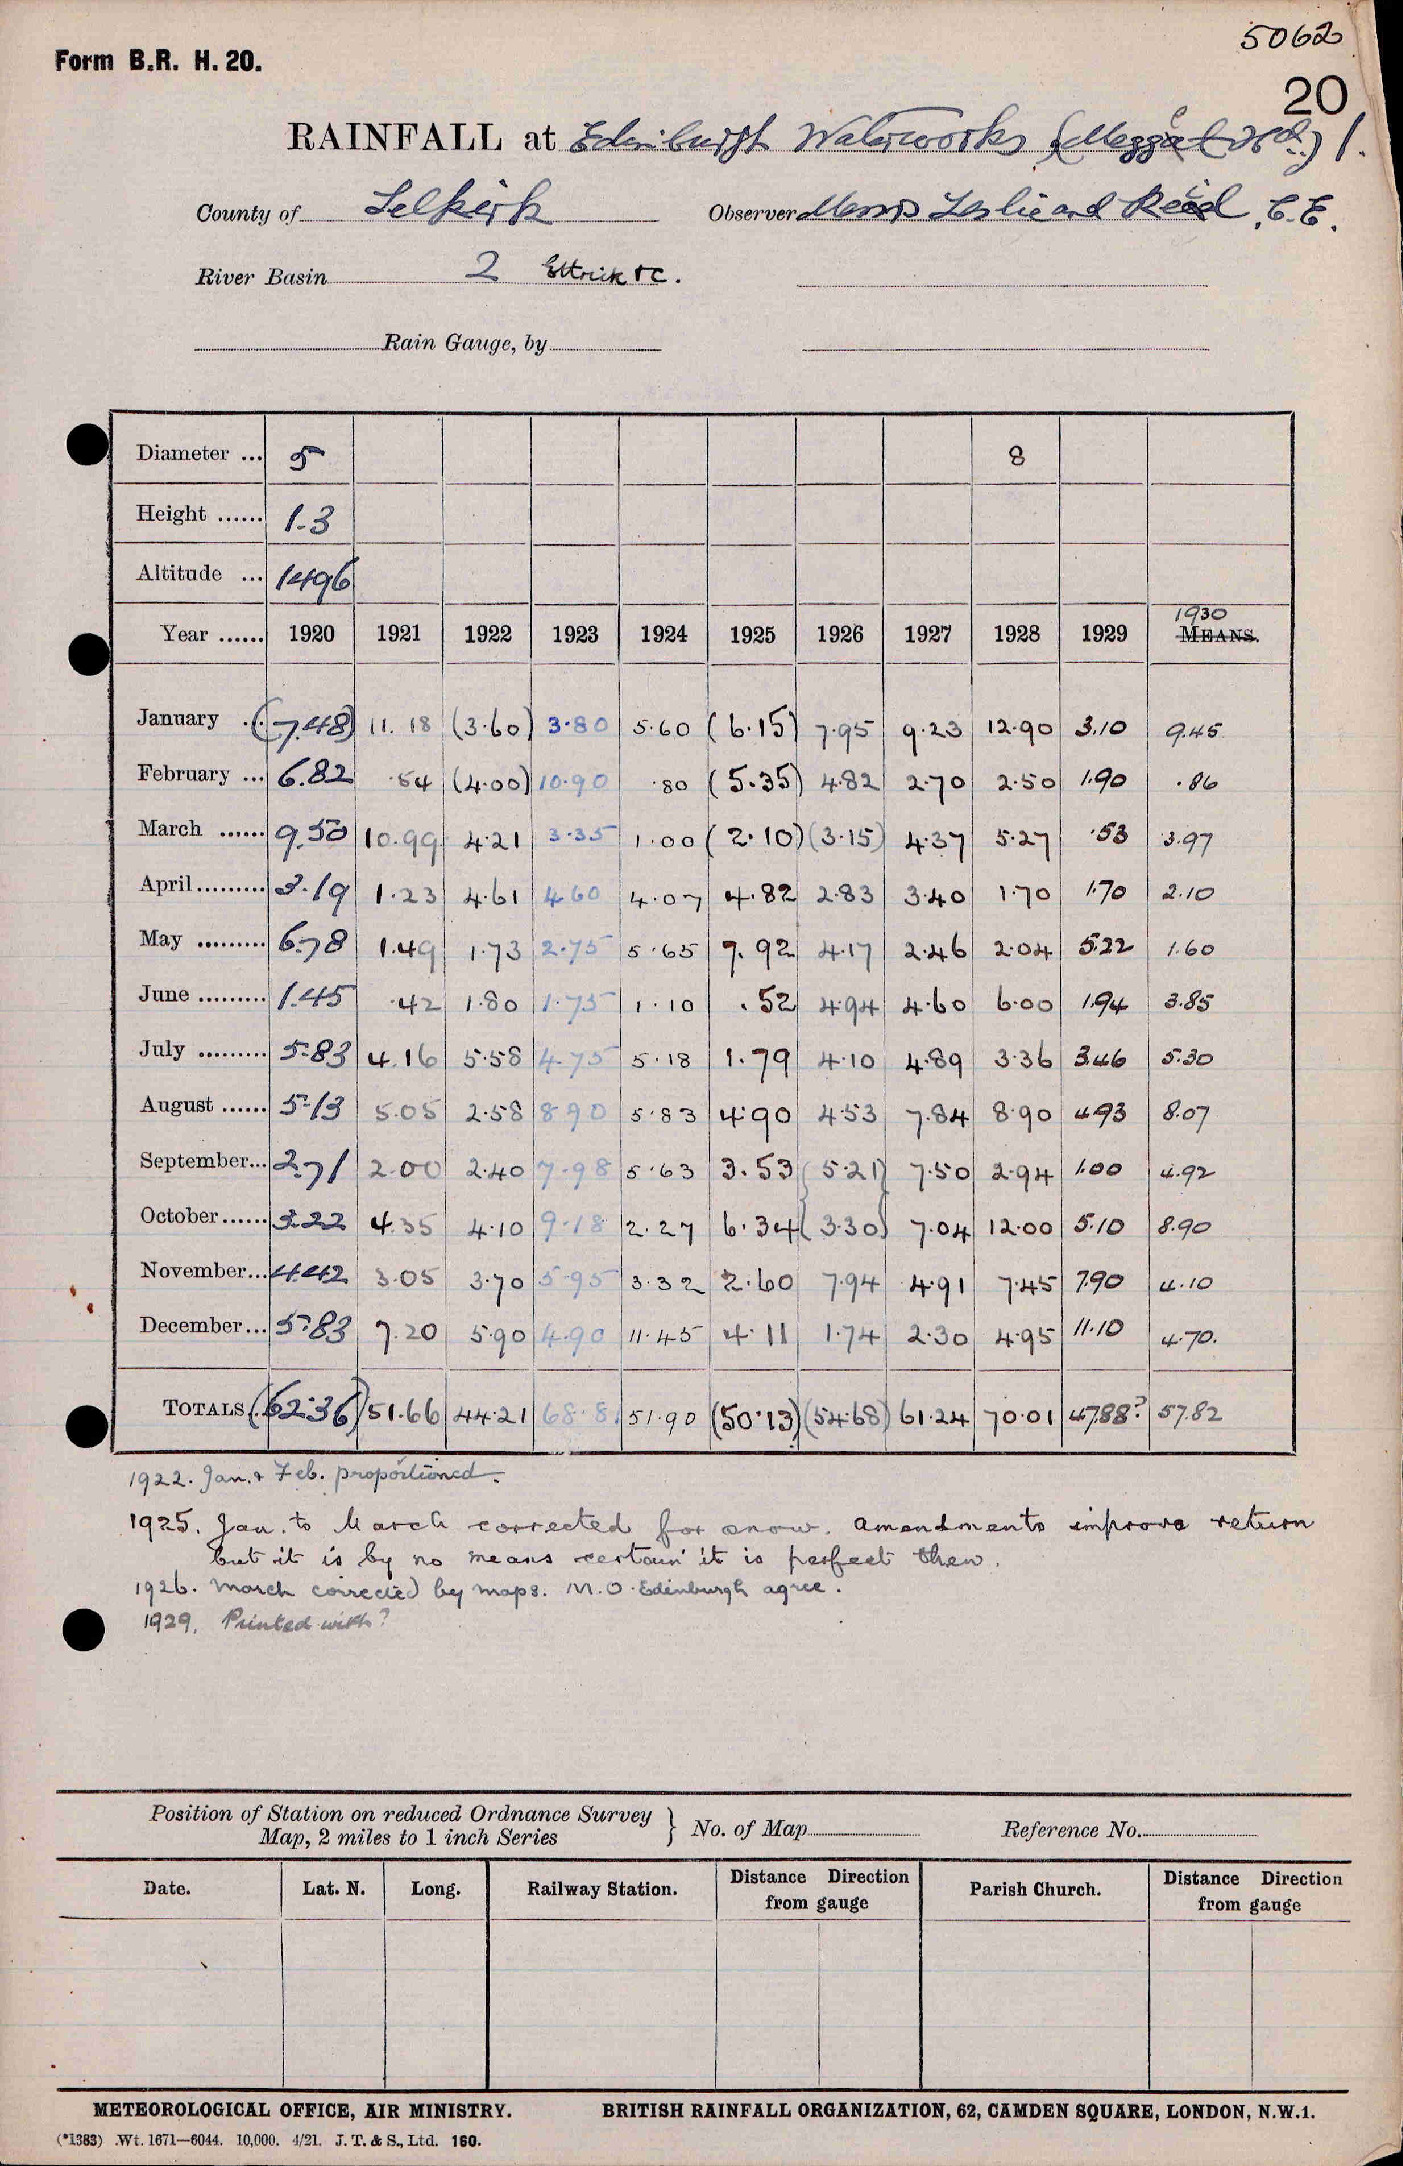 5062
Form B.R. H. 20.
20
RAINFALL at Edinburgh Waterworks
County of Selkirk Observer Messrs Leslie and Reid, C.E.
River Basin 2 Ettrick &c.
Rain Gauge, by
Diameter ... 5 8
Height ...... 1.3
Altitude ... 1496
1930
Year ...... 1920 1921 1922 1923 1924 1925 1926 1927 1928 1929 MEANS.
January ... (7.48) 11.18 (3.60) 3.80 5.60 (6.15) 7.95 9.23 12.90 3.10 9.45
February ... 6.82 .54 (4.00) 10.90 .80 (5.35) 4.82 2.70 2.50 1.90 .86
March ...... 9.50 10.99 4.21 3.35 1.00 (2.10) (3.15) 4.37 5.27 .53 3.97
April ......... 3.19 1.23 4.61 4.60 4.07 4.82 2.83 3.40 1.70 1.70 2.10
May ......... 6.78 1.49 1.73 2.75 5.65 7.92 4.17 2.46 2.04 5.22 1.60
June ......... 1.45 .42 1.80 1.75 1.10 .52 4.94 4.60 6.00 1.94 3.85
July ......... 5.83 4.16 5.58 4.75 5.18 1.79 4.10 4.89 3.36 3.46 5.30
August ...... 5.13 5.05 2.58 8.90 5.83 4.90 4.53 7.84 8.90 4.93 8.07
September... 2.71 2.00 2.40 7.98 5.63 3.53 (5.21) 7.50 2.94 1.00 4.92
October...... 3.22 4.35 4.10 9.18 2.27 6.34 (3.30) 7.04 12.00 5.10 8.90
November... 4.42 3.05 3.70 5.95 3.32 2.60 7.94 4.91 7.45 7.90 4.10
December... 5.83 7.20 5.90 4.90 11.45 4.11 1.74 2.30 4.95 11.10 4.70.
TOTALS. (62.36) 51.66 44.21 68.81 51.90 (50.13) (54.68) 61.24 70.01 47.88? 57.82
1922. Jan. & Feb. proportioned.
1925. Jan. to March corrected for snow. amendments improve return
but it is by no means certain it is perfect then.
1926. March corrected by maps. M.O. Edinburgh agree.
1929. Printed with?
Position of Station on reduced Ordnance Survey
Map, 2 miles to 1 inch Series } No. of Map Reference No.
Date. Lat. N. Long. Railway Station. Distance from gauge Direction Parish Church. Distance from gauge Direction
METEOROLOGICAL OFFICE, AIR MINISTRY. BRITISH RAINFALL ORGANIZATION, 62, CAMDEN SQUARE, LONDON, N.W.1.
(*1383) .Wt. 1671—6044. 10,000. 4/21. J. T. & S., Ltd. 160.